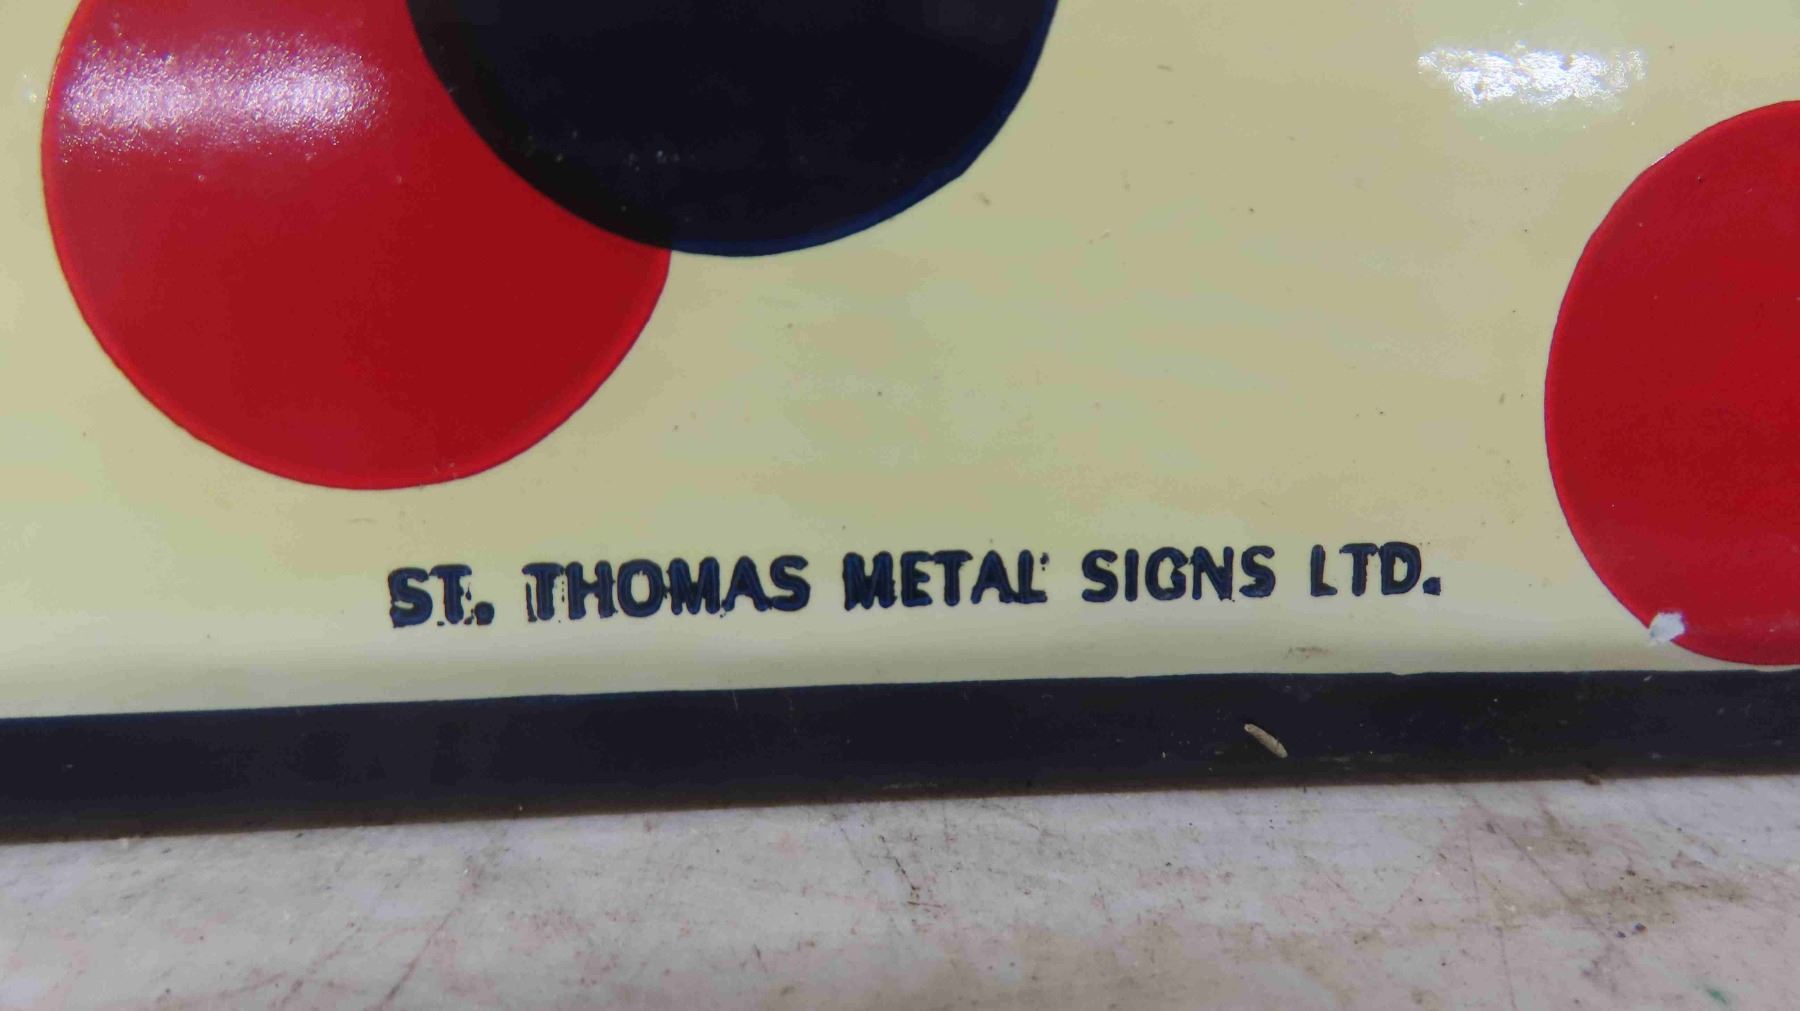 ST. THOMAS METAL SIGNS LTD.